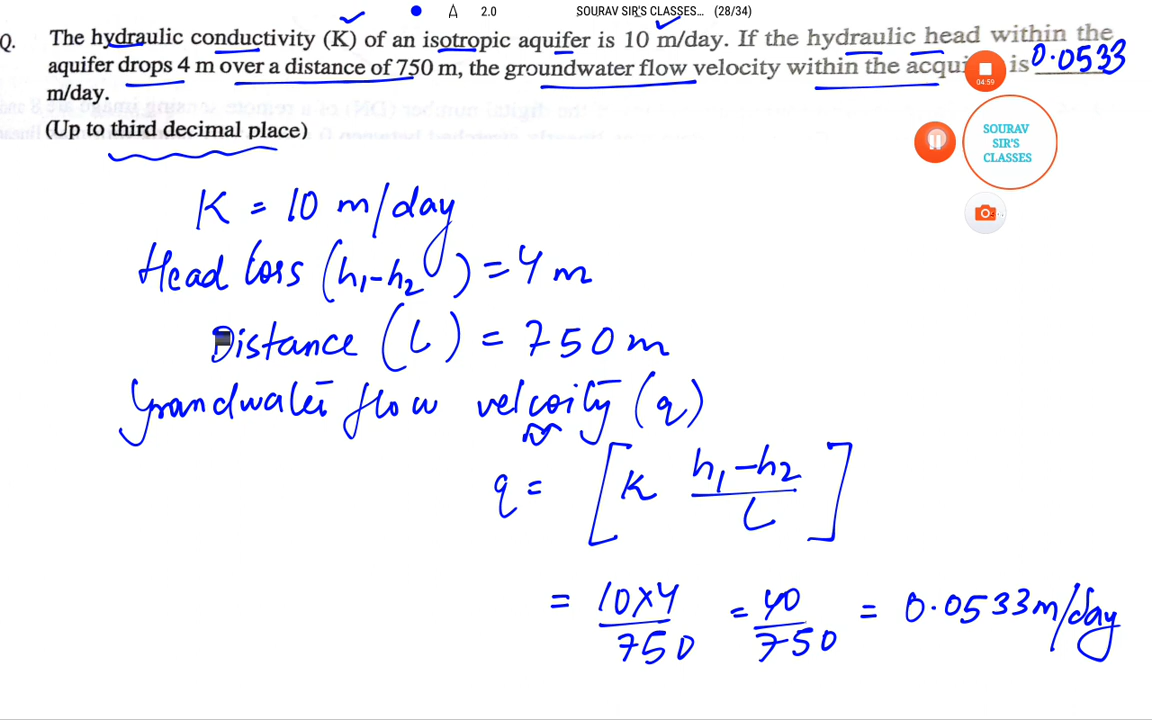 2.0 SOURAV SIR'S CLASSES... (28/34)
Q. The hydraulic conductivity (K) of an isotropic aquifer is 10 m/day. If the hydraulic head within the
aquifer drops 4 m over a distance of 750 m, the groundwater flow velocity within the acqui is 0.0533
m/day.
04:59
(Up to third decimal place)
SOURAV
SIR'S
CLASSES
K = 10 m/day
Head loss (h1-h2) = 4 m
Distance (L) = 750 m
Groundwater flow velocity (q)
q = [K h1-h2/L]
= 10×4/750 = 40/750 = 0.0533 m/day